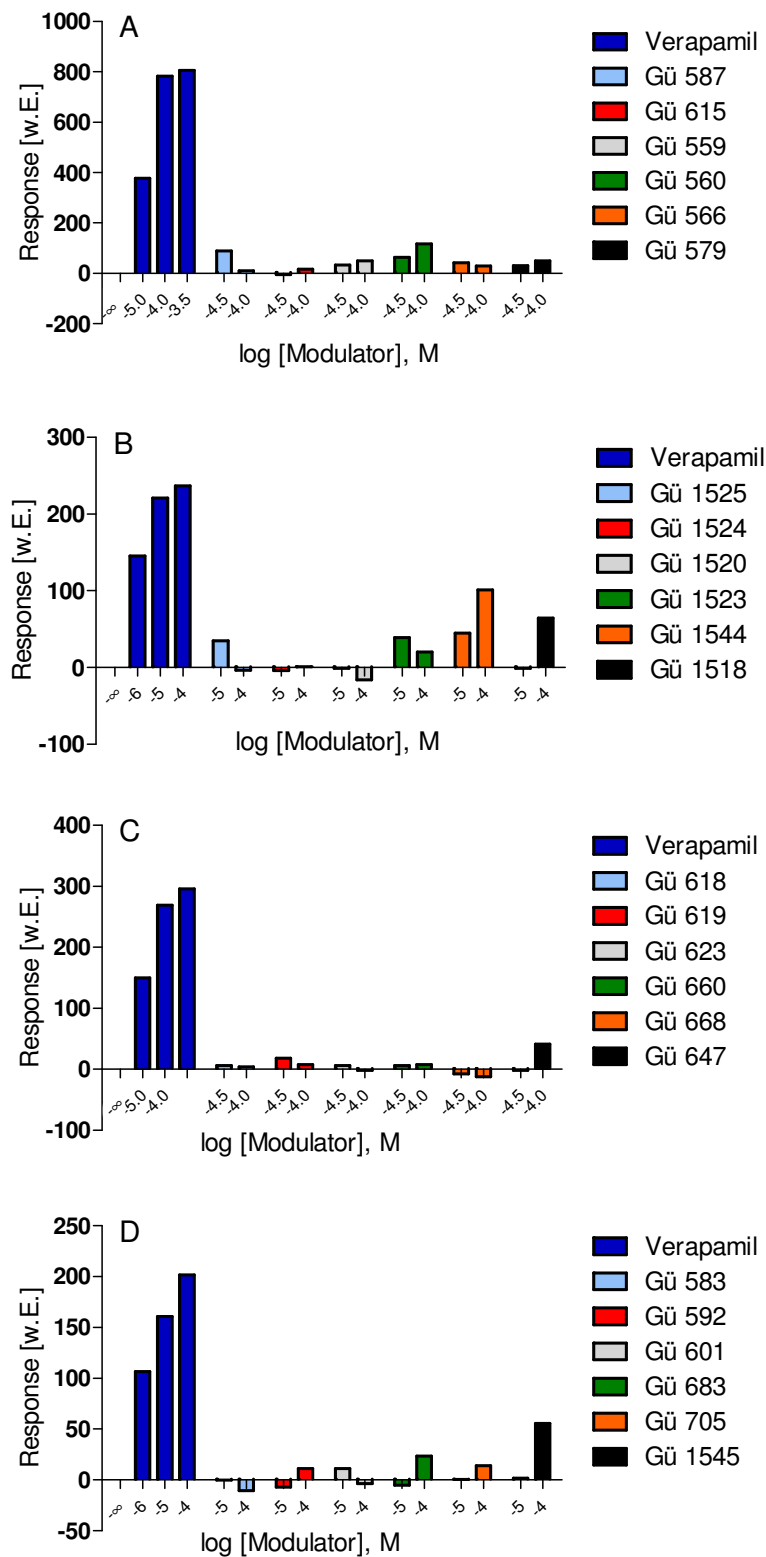 A
Response [w.E.]
1000
800
600
400
200
0
-200
-∞ -5.0 -4.0 -3.5 -4.5 -4.0 -4.5 -4.0 -4.5 -4.0 -4.5 -4.0 -4.5 -4.0 -4.5 -4.0
log [Modulator], M
Verapamil
Gü 587
Gü 615
Gü 559
Gü 560
Gü 566
Gü 579
B
Response [w.E.]
300
200
100
0
-100
-∞ -6 -5 -4 -5 -4 -5 -4 -5 -4 -5 -4 -5 -4 -5 -4
log [Modulator], M
Verapamil
Gü 1525
Gü 1524
Gü 1520
Gü 1523
Gü 1544
Gü 1518
C
Response [w.E.]
400
300
200
100
0
-100
-∞ -5.0 -4.0 -4.5 -4.0 -4.5 -4.0 -4.5 -4.0 -4.5 -4.0 -4.5 -4.0 -4.5 -4.0
log [Modulator], M
Verapamil
Gü 618
Gü 619
Gü 623
Gü 660
Gü 668
Gü 647
D
Response [w.E.]
250
200
150
100
50
0
-50
-∞ -6 -5 -4 -5 -4 -5 -4 -5 -4 -5 -4 -5 -4 -5 -4
log [Modulator], M
Verapamil
Gü 583
Gü 592
Gü 601
Gü 683
Gü 705
Gü 1545